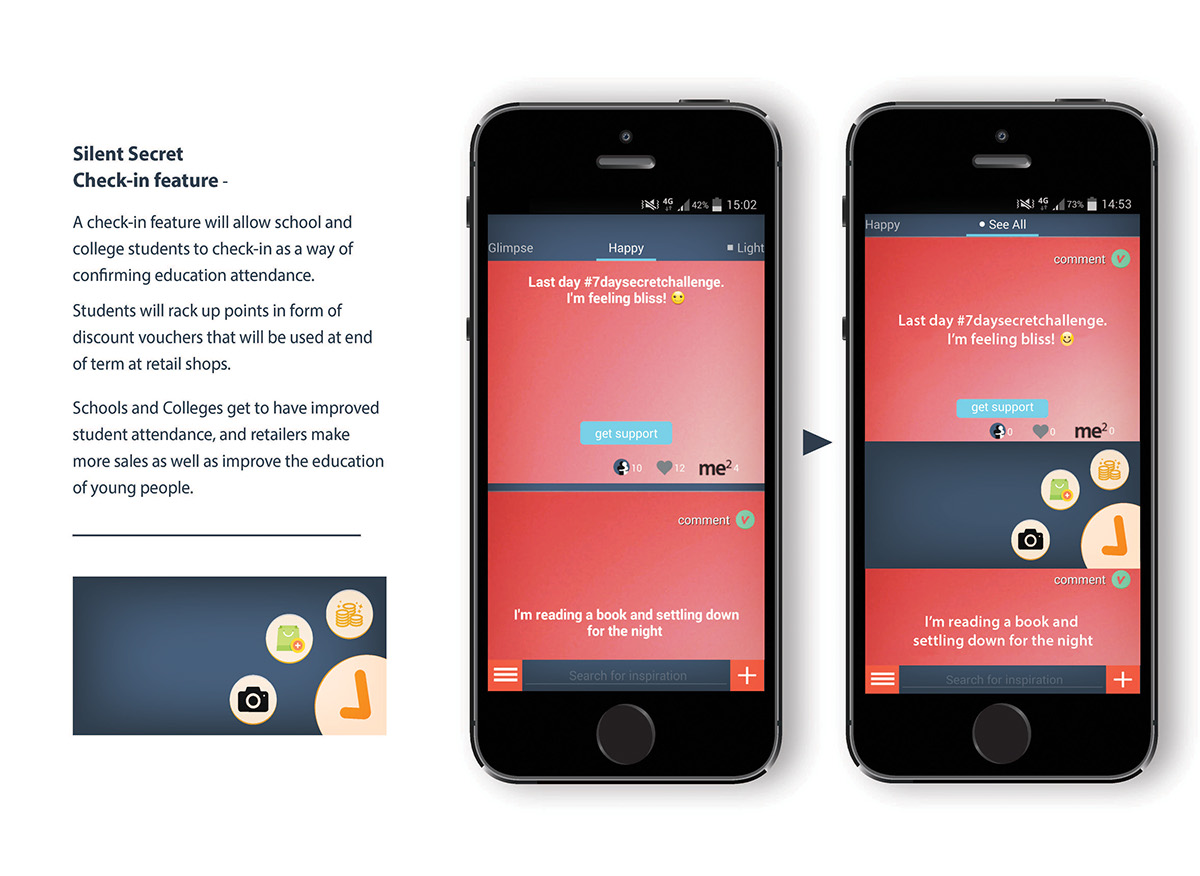 Silent Secret
Check-in feature -
A check-in feature will allow school and
college students to check-in as a way of
confirming education attendance.
Students will rack up points in form of
discount vouchers that will be used at end
of term at retail shops.
Schools and Colleges get to have improved
student attendance, and retailers make
more sales as well as improve the education
of young people.
4G 42% 15:02
Glimpse Happy Light
Last day #7daysecretchallenge.
I'm feeling bliss!
get support
10 12 me2 4
comment
I'm reading a book and settling down
for the night
Search for inspiration
4G 73% 14:53
Happy See All
comment
Last day #7daysecretchallenge.
I'm feeling bliss!
get support
0 0 me2 0
comment
I'm reading a book and
settling down for the night
Search for inspiration